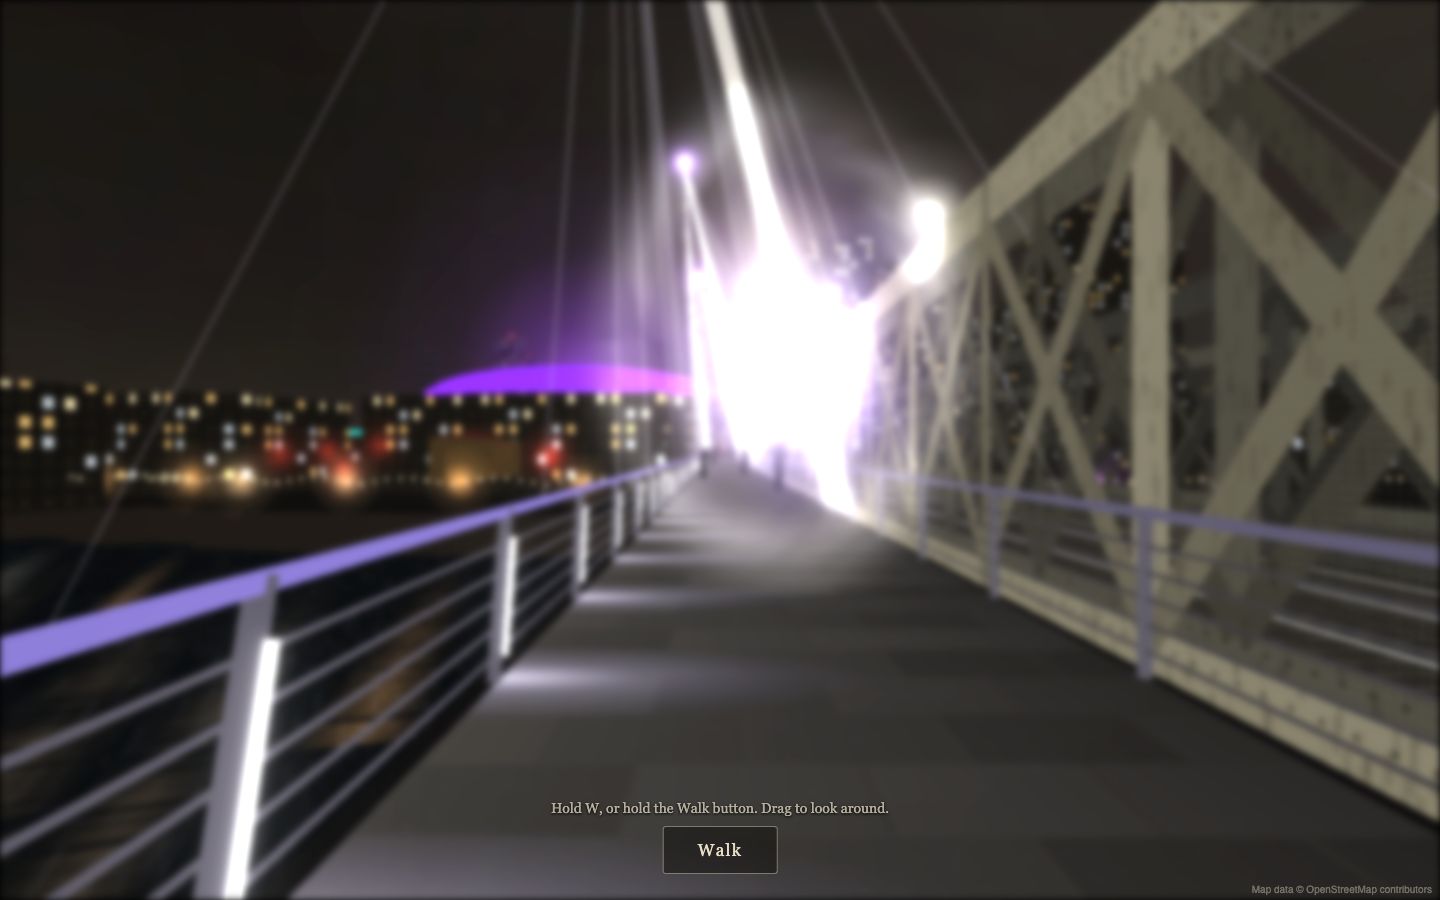 Hold W, or hold the Walk button. Drag to look around.
Walk
Map data © OpenStreetMap contributors